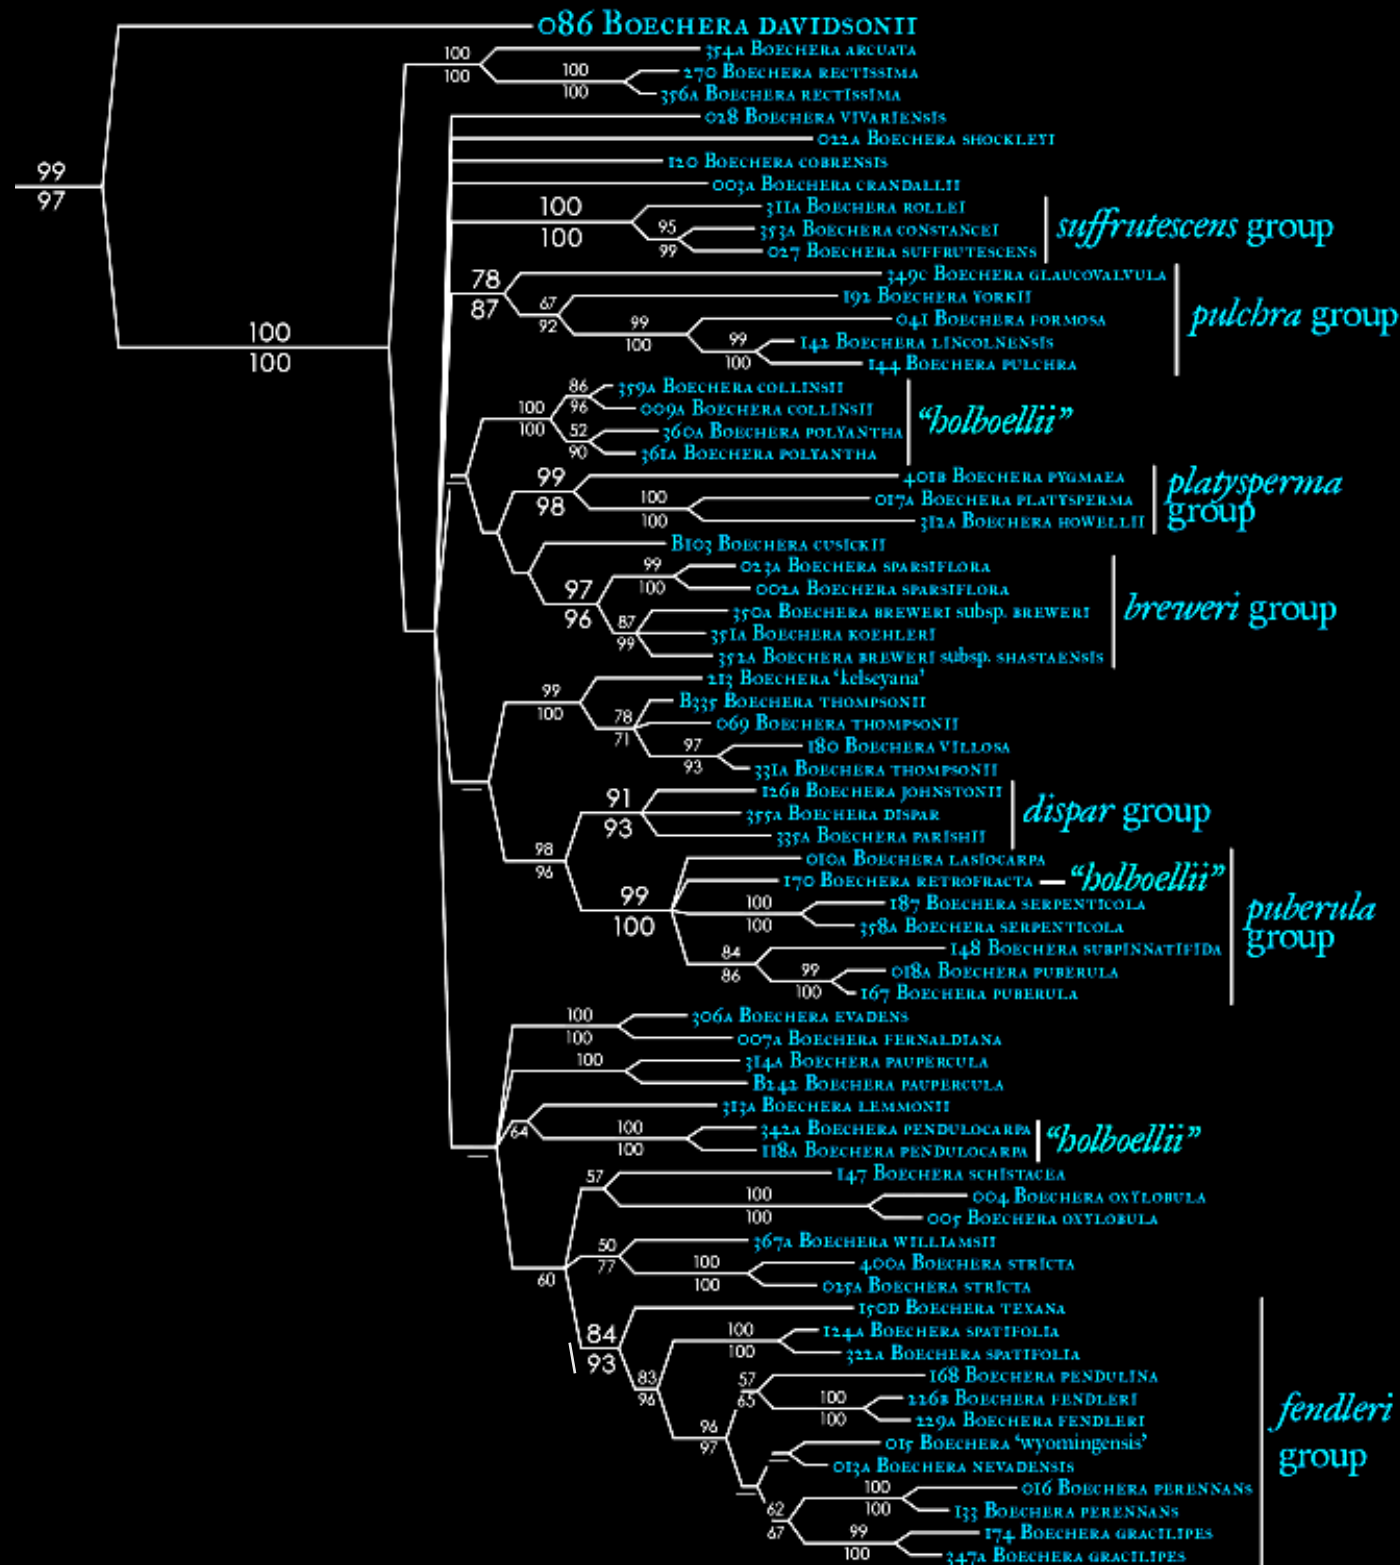 086 Boechera davidsonii
100
354A Boechera arcuata
100
100
270 Boechera rectissima
100
356A Boechera rectissima
028 Boechera vivariensis
022A Boechera shockleyi
120 Boechera cobrensis
99
97
003A Boechera crandallii
100
100
311A Boechera rollei
95
99
353A Boechera constancei
027 Boechera suffrutescens
suffrutescens group
78
87
349C Boechera glaucovalvula
67
92
192 Boechera yorkii
99
100
041 Boechera formosa
99
100
142 Boechera lincolnensis
144 Boechera pulchra
pulchra group
100
100
100
100
86
96
359A Boechera collinsii
009A Boechera collinsii
52
90
360A Boechera polyantha
361A Boechera polyantha
"holboellii"
99
98
401B Boechera pygmaea
100
100
017A Boechera platysperma
312A Boechera howellii
platysperma
group
B103 Boechera cusickii
97
96
99
100
023A Boechera sparsiflora
002A Boechera sparsiflora
87
99
350A Boechera breweri subsp. breweri
351A Boechera koehleri
352A Boechera breweri subsp. shastaensis
breweri group
99
100
213 Boechera 'kelseyana'
78
71
B335 Boechera thompsonii
069 Boechera thompsonii
97
93
180 Boechera villosa
331A Boechera thompsonii
98
96
91
93
126B Boechera johnstonii
355A Boechera dispar
335A Boechera parishii
dispar group
99
100
010A Boechera lasiocarpa
170 Boechera retrofracta
"holboellii"
100
100
187 Boechera serpenticola
358A Boechera serpenticola
84
86
148 Boechera subpinnatifida
99
100
018A Boechera puberula
167 Boechera puberula
puberula
group
100
100
306A Boechera evadens
007A Boechera fernaldiana
100
314A Boechera paupercula
B242 Boechera paupercula
64
313A Boechera lemmonii
100
100
342A Boechera pendulocarpa
118A Boechera pendulocarpa
"holboellii"
60
57
147 Boechera schistacea
100
100
004 Boechera oxylobula
005 Boechera oxylobula
50
77
367A Boechera williamsii
100
100
400A Boechera stricta
025A Boechera stricta
84
93
150D Boechera texana
83
96
100
100
124A Boechera spatifolia
322A Boechera spatifolia
96
97
57
65
168 Boechera pendulina
100
100
226B Boechera fendleri
229A Boechera fendleri
015 Boechera 'wyomingensis'
013A Boechera nevadensis
62
67
100
100
016 Boechera perennans
133 Boechera perennans
99
100
174 Boechera gracilipes
347A Boechera gracilipes
fendleri
group